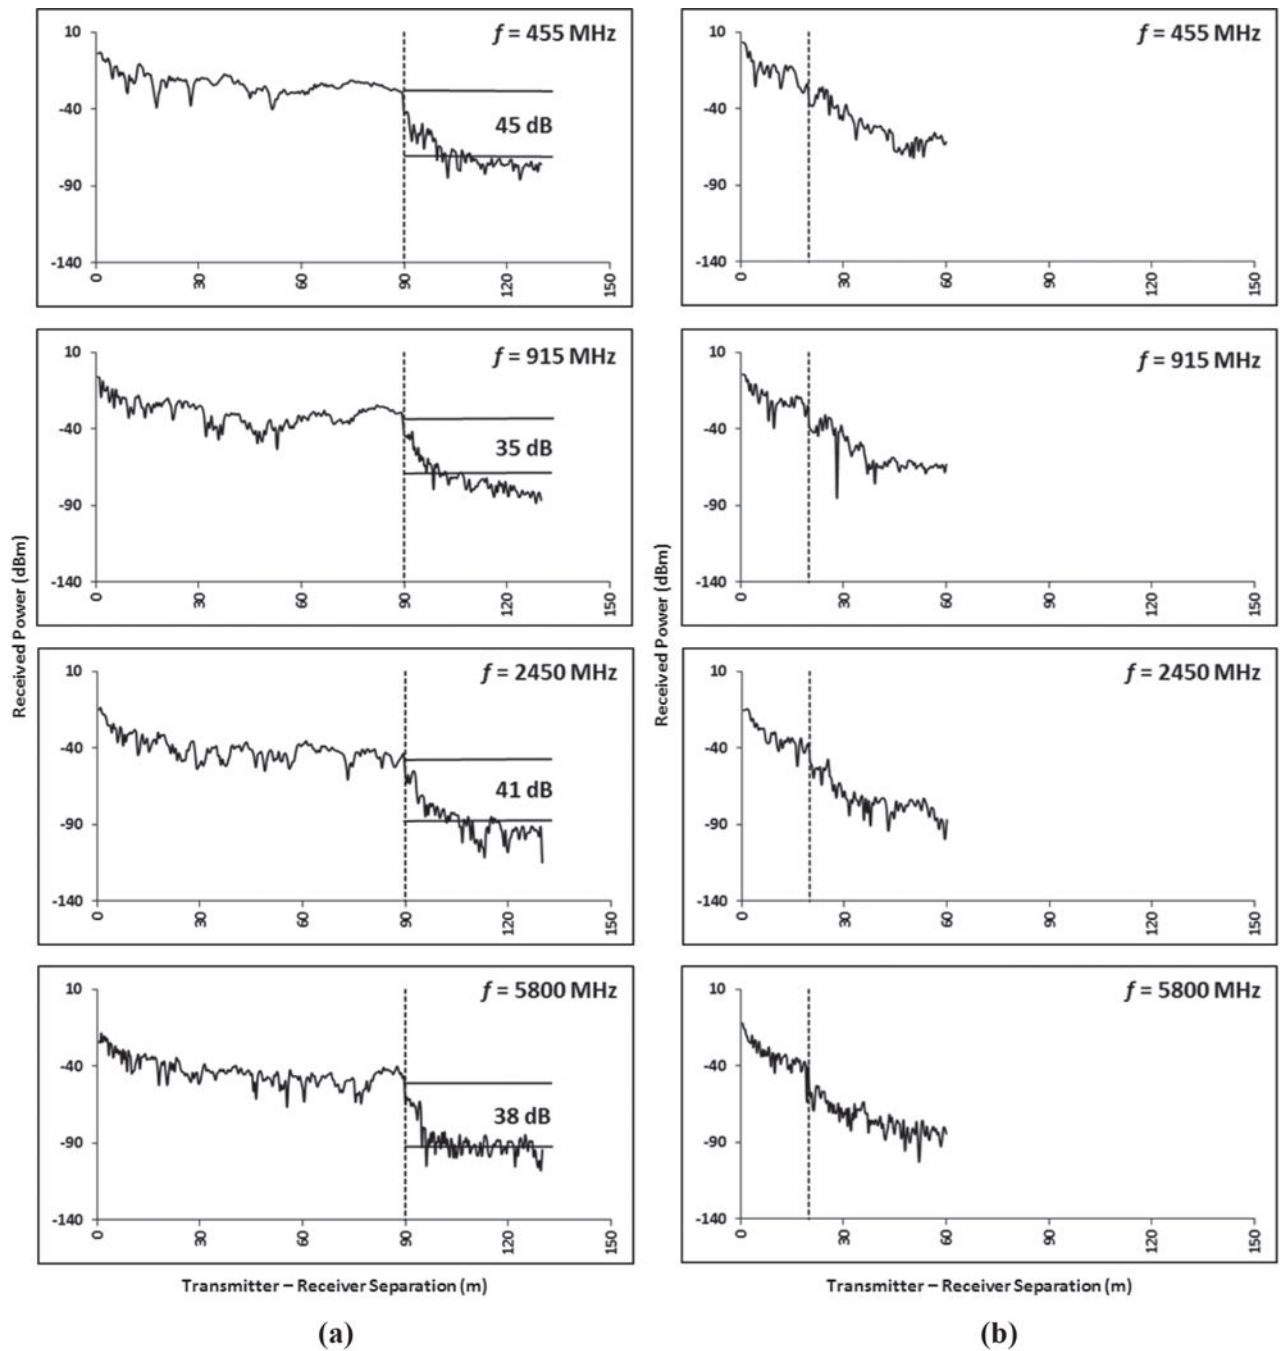 f = 455 MHz
10
-40
-90
-140
45 dB
0 30 60 90 120 150
f = 915 MHz
10
-40
-90
-140
35 dB
0 30 60 90 120 150
f = 2450 MHz
10
-40
-90
-140
41 dB
0 30 60 90 120 150
f = 5800 MHz
10
-40
-90
-140
38 dB
0 30 60 90 120 150
Received Power (dBm)
Transmitter – Receiver Separation (m)
(a)
f = 455 MHz
10
-40
-90
-140
0 30 60 90 120 150
f = 915 MHz
10
-40
-90
-140
0 30 60 90 120 150
f = 2450 MHz
10
-40
-90
-140
0 30 60 90 120 150
f = 5800 MHz
10
-40
-90
-140
0 30 60 90 120 150
Received Power (dBm)
Transmitter – Receiver Separation (m)
(b)